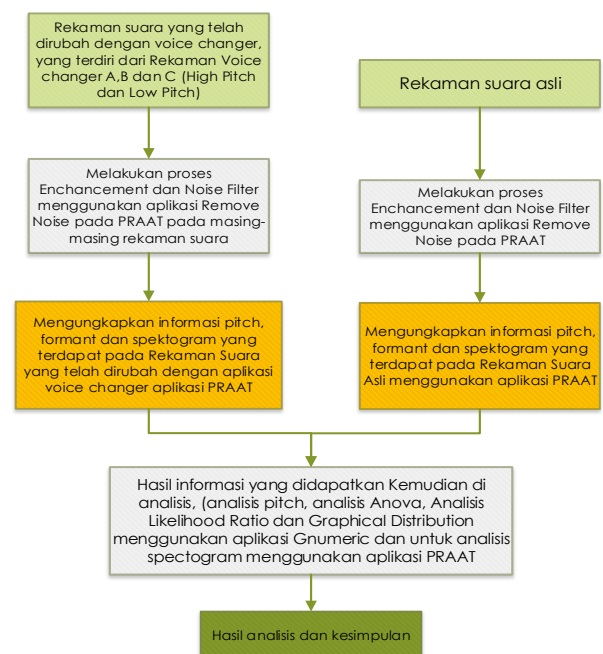 Rekaman suara yang telah
dirubah dengan voice changer,
yang terdiri dari Rekaman Voice
changer A,B dan C (High Pitch
dan Low Pitch)
Rekaman suara asli
Melakukan proses
Enchancement dan Noise Filter
menggunakan aplikasi Remove
Noise pada PRAAT pada masing-
masing rekaman suara
Melakukan proses
Enchancement dan Noise Filter
menggunakan aplikasi Remove
Noise pada PRAAT
Mengungkapkan informasi pitch,
formant dan spektogram yang
terdapat pada Rekaman Suara
yang telah dirubah dengan aplikasi
voice changer aplikasi PRAAT
Mengungkapkan informasi pitch,
formant dan spektogram yang
terdapat pada Rekaman Suara
Asli menggunakan aplikasi PRAAT
Hasil informasi yang didapatkan Kemudian di
analisis, (analisis pitch, analisis Anova, Analisis
Likelihood Ratio dan Graphical Distribution
menggunakan aplikasi Gnumeric dan untuk analisis
spectogram menggunakan aplikasi PRAAT
Hasil analisis dan kesimpulan